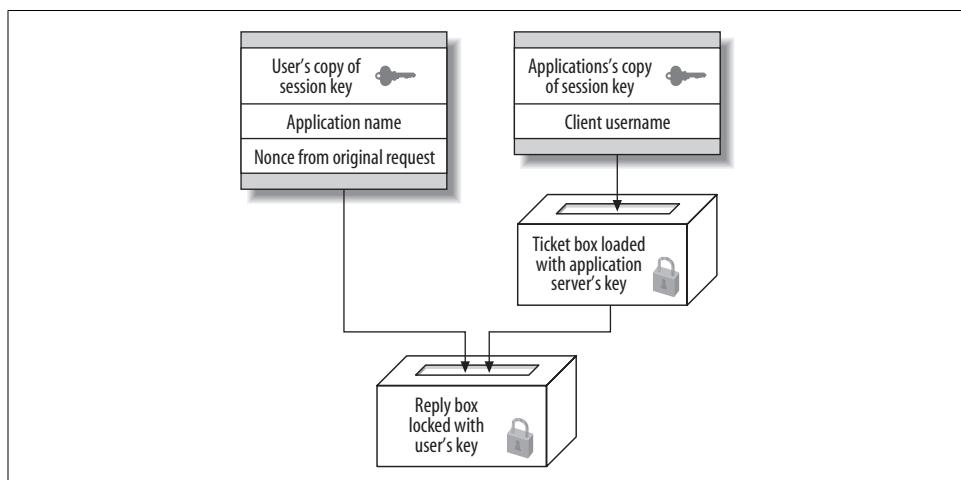 User's copy of
session key
Application name
Nonce from original request
Applications's copy
of session key
Client username
Ticket box loaded
with application
server's key
Reply box
locked with
user's key